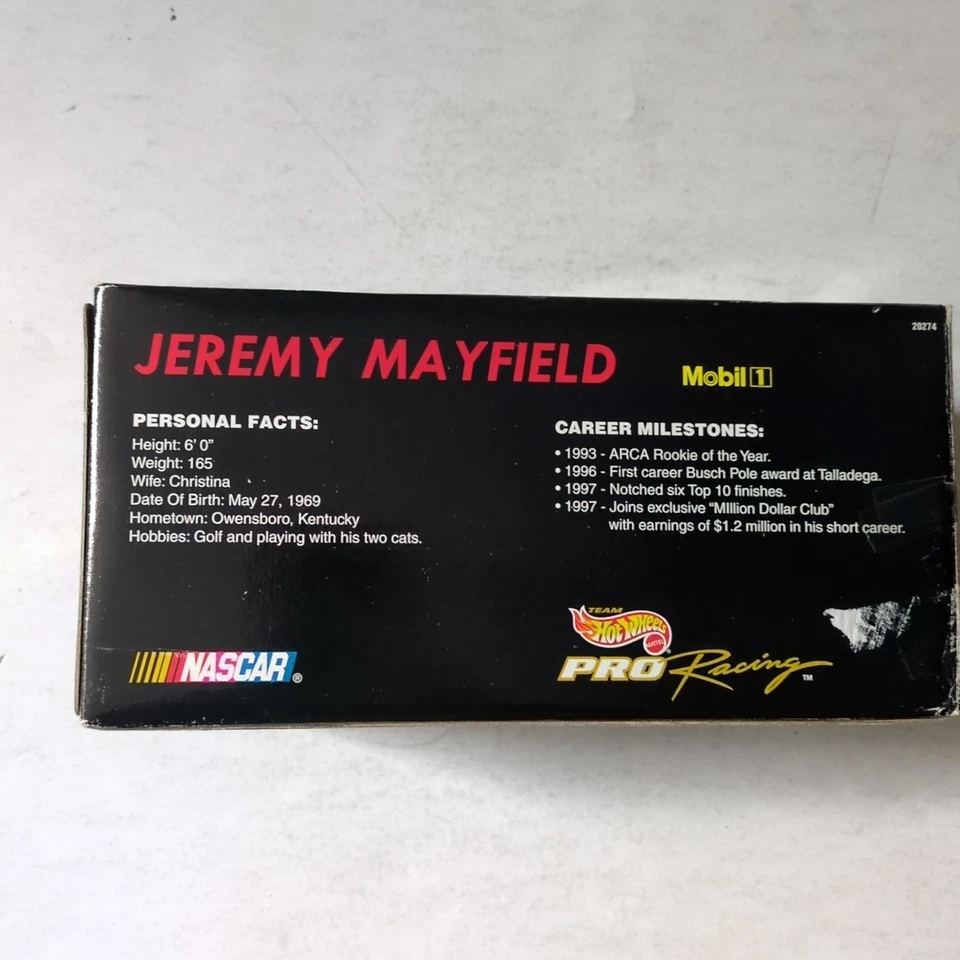 20274
JEREMY MAYFIELD
Mobil 1
PERSONAL FACTS:
Height: 6' 0"
Weight: 165
Wife: Christina
Date Of Birth: May 27, 1969
Hometown: Owensboro, Kentucky
Hobbies: Golf and playing with his two cats.
CAREER MILESTONES:
• 1993 - ARCA Rookie of the Year.
• 1996 - First career Busch Pole award at Talladega.
• 1997 - Notched six Top 10 finishes.
• 1997 - Joins exclusive “MIllion Dollar Club”
with earnings of $1.2 million in his short career.
NASCAR®
TEAM
Hot Wheels
MATTEL
PRO Racing™